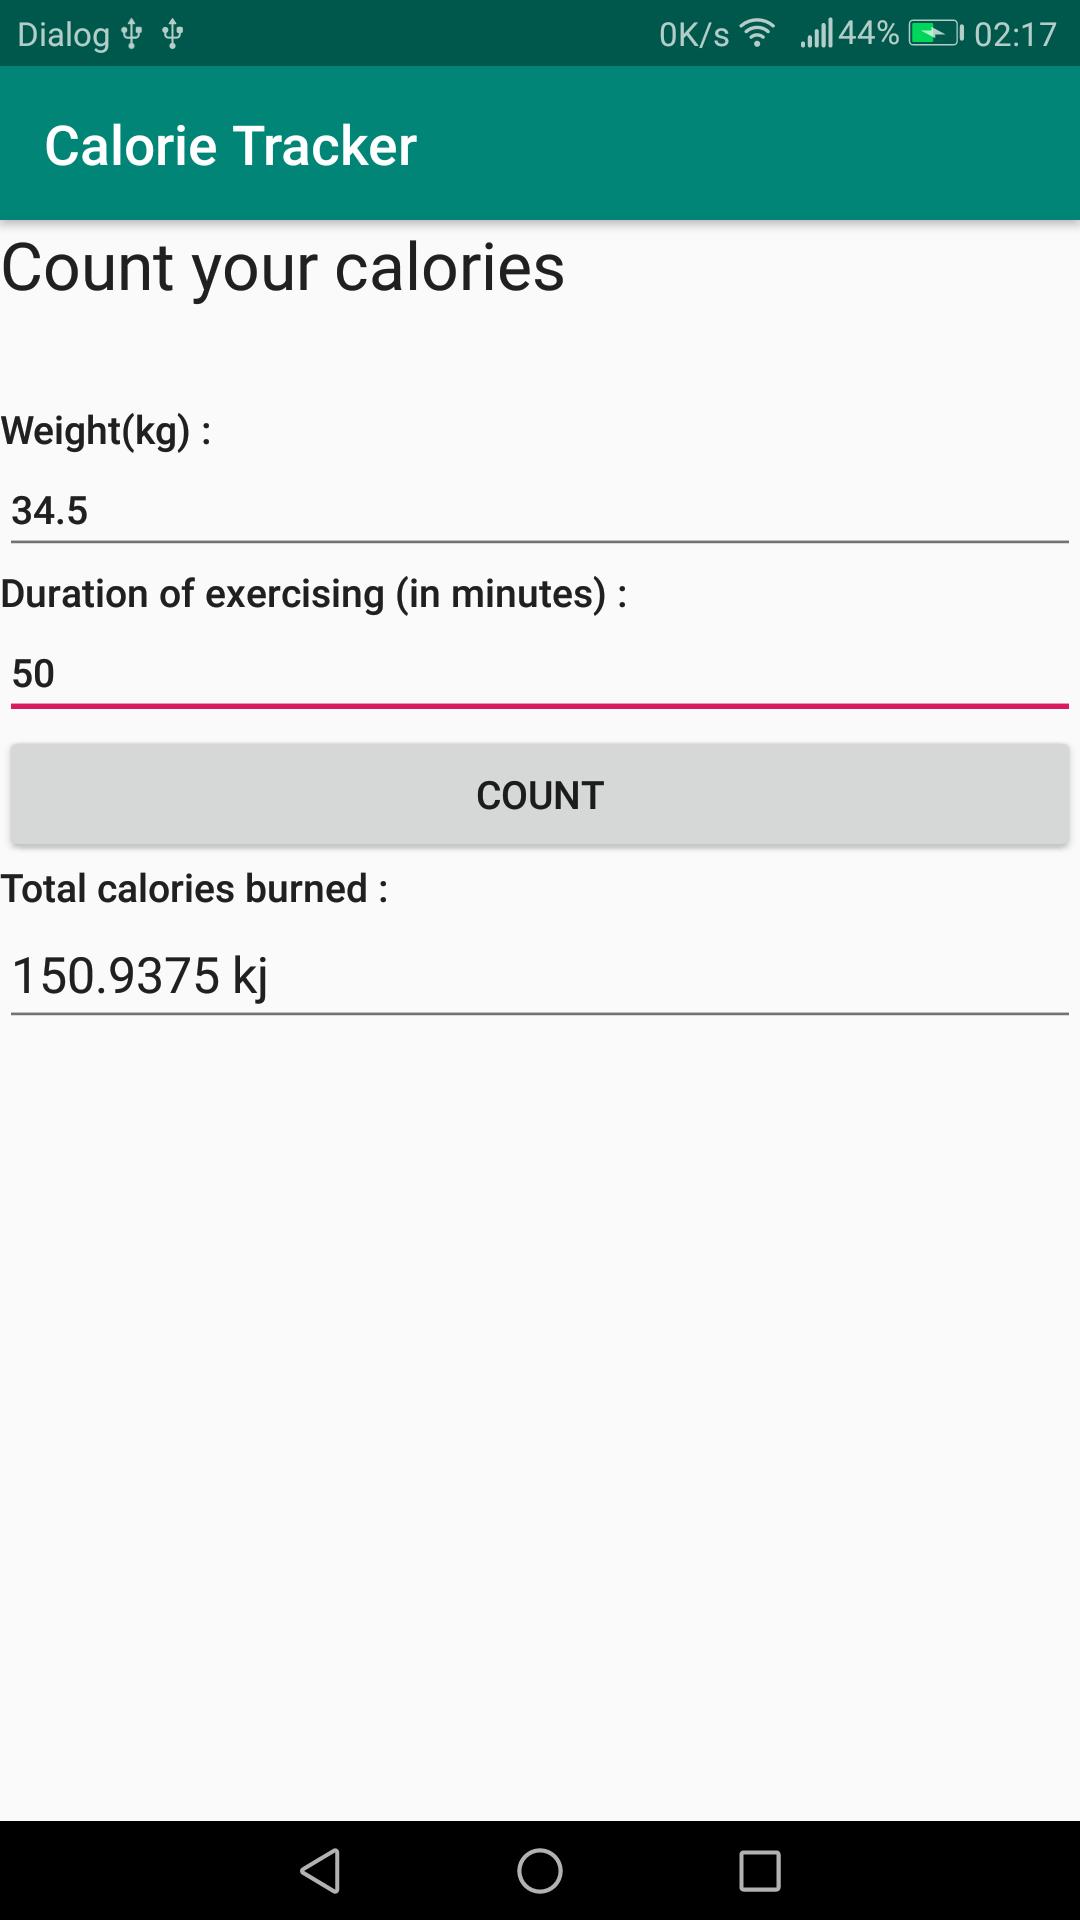 Dialog 0K/s 44% 02:17
Calorie Tracker
Count your calories
Weight(kg) :
34.5
Duration of exercising (in minutes) :
50
COUNT
Total calories burned :
150.9375 kj